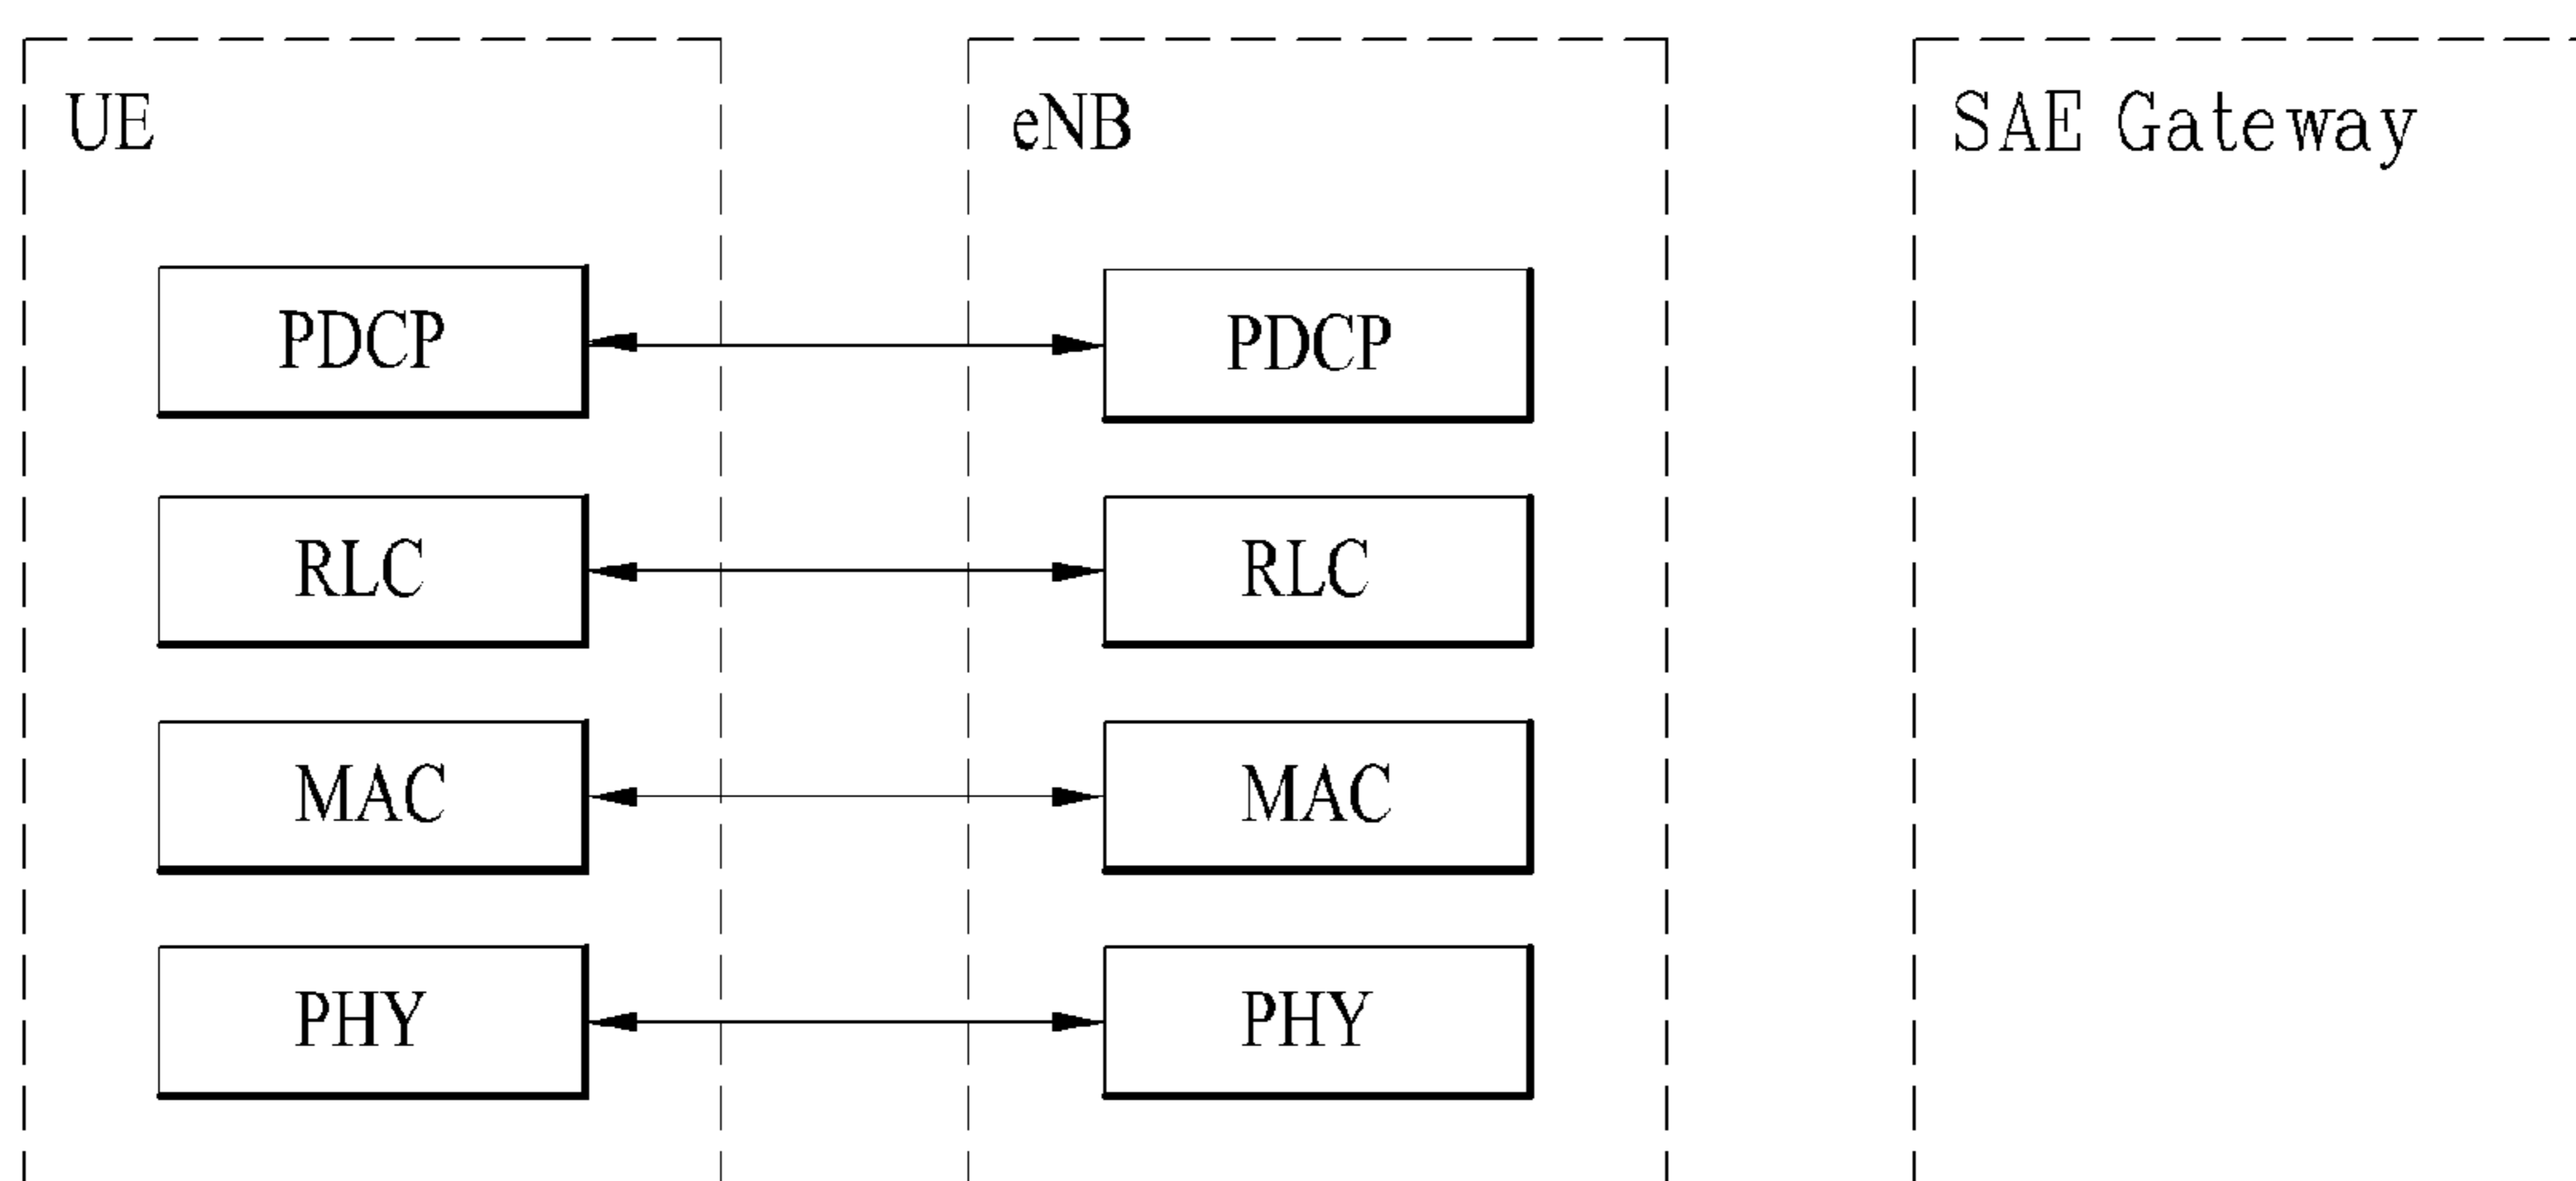 UE
eNB
SAE Gateway
PDCP
PDCP
RLC
RLC
MAC
MAC
PHY
PHY